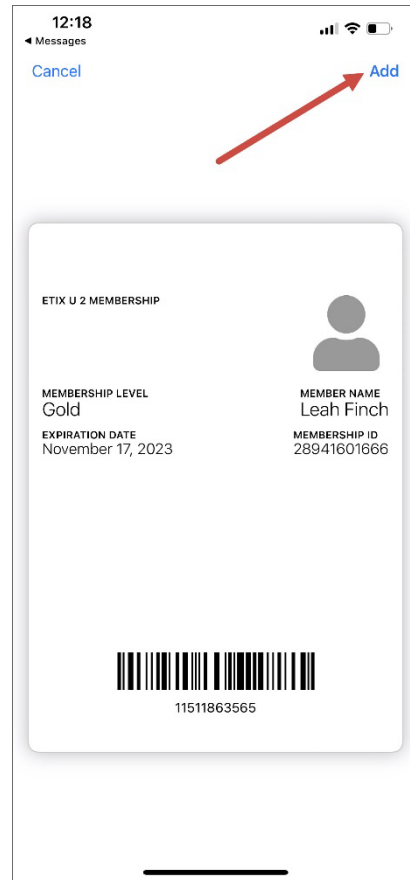 12:18
◀ Messages
Cancel
Add
ETIX U 2 MEMBERSHIP
MEMBERSHIP LEVEL
Gold
MEMBER NAME
Leah Finch
EXPIRATION DATE
November 17, 2023
MEMBERSHIP ID
28941601666
11511863565